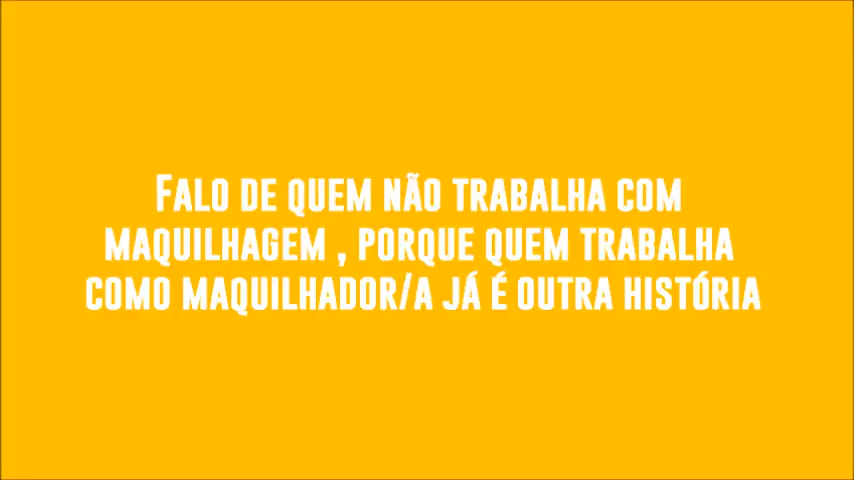 Falo de quem não trabalha com
maquilhagem , porque quem trabalha
como maquilhador/a já é outra história